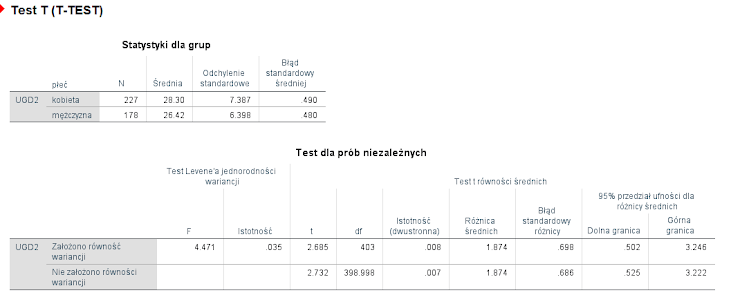 Test T (T-TEST)
Statystyki dla grup
płeć N Średnia Odchylenie standardowe Błąd standardowy średniej
UGD2 kobieta 227 28.30 7.387 .490
mężczyzna 178 26.42 6.398 .480
Test dla prób niezależnych
Test Levene'a jednorodności wariancji Test t równości średnich
95% przedział ufności dla różnicy średnich
F Istotność t df Istotność (dwustronna) Różnica średnich Błąd standardowy różnicy Dolna granica Górna granica
UGD2 Założono równość wariancji 4.471 .035 2.685 403 .008 1.874 .698 .502 3.246
Nie założono równości wariancji 2.732 398.998 .007 1.874 .686 .525 3.222